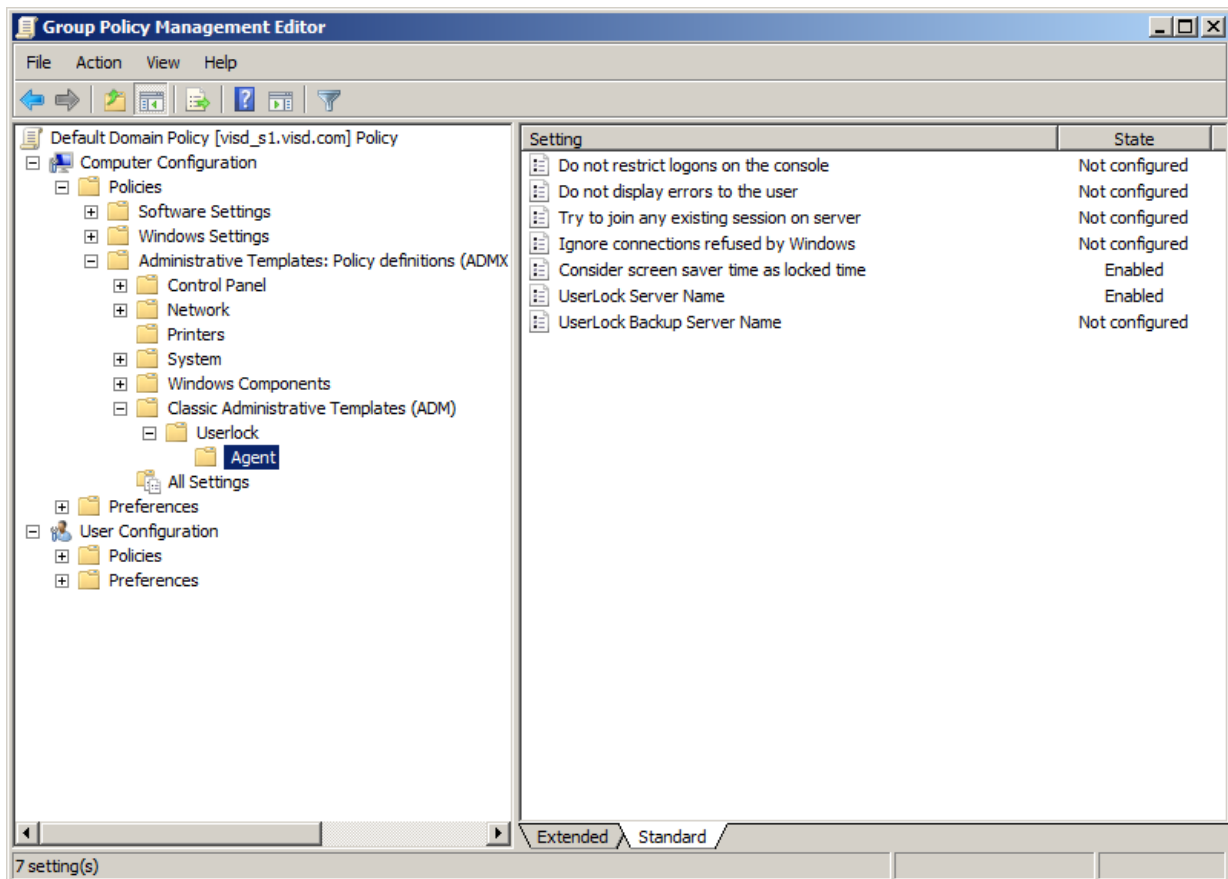 Group Policy Management Editor
File Action View Help
Default Domain Policy [visd_s1.visd.com] Policy
Computer Configuration
Policies
Software Settings
Windows Settings
Administrative Templates: Policy definitions (ADMX
Control Panel
Network
Printers
System
Windows Components
Classic Administrative Templates (ADM)
Userlock
Agent
All Settings
Preferences
User Configuration
Policies
Preferences
Setting State
Do not restrict logons on the console Not configured
Do not display errors to the user Not configured
Try to join any existing session on server Not configured
Ignore connections refused by Windows Not configured
Consider screen saver time as locked time Enabled
UserLock Server Name Enabled
UserLock Backup Server Name Not configured
Extended Standard
7 setting(s)